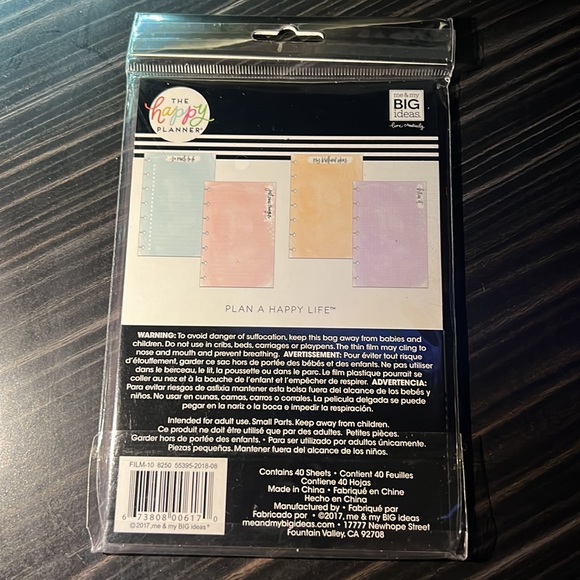 THE
happy
PLANNER®
me & my
BIG
ideas.
so much to do
my brilliant ideas
PLAN A HAPPY LIFE™
WARNING: To avoid danger of suffocation, keep this bag away from babies and
children. Do not use in cribs, beds, carriages or playpens. The thin film may cling to
nose and mouth and prevent breathing. AVERTISSEMENT: Pour éviter tout risque
d'étouffement, garder ce sac hors de portée des bébés et des enfants. Ne pas utiliser
dans le berceau, le lit, la poussette ou dans le parc. Le film plastique pourrait se
coller au nez et à la bouche de l'enfant et l'empêcher de respirer. ADVERTENCIA:
Para evitar riesgos de asfixia mantener esta bolsa fuera del alcance de los bebés y
niños. No usar en cunas, camas, carros o corrales. La película delgada se puede
pegar en la nariz o la boca e impedir la respiración.
Intended for adult use. Small Parts. Keep away from children.
Ce produit ne doit être utilisé que par des adultes. Petites pièces.
Garder hors de portée des enfants. • Para ser utilizado por adultos únicamente.
Piezas pequeñas. Mantener fuera del alcance de los niños.
FILM-10 8250 55395-2018-08
6 73808 00617 0
©2017, me & my BIG ideas®
Contains 40 Sheets • Contient 40 Feuilles
Contiene 40 Hojas
Made in China • Fabriqué en Chine
Hecho en China
Manufactured by • Fabriqué par
Fabricado por • ©2017, me & my BIG ideas
meandmybigideas.com • 17777 Newhope Street
Fountain Valley, CA 92708